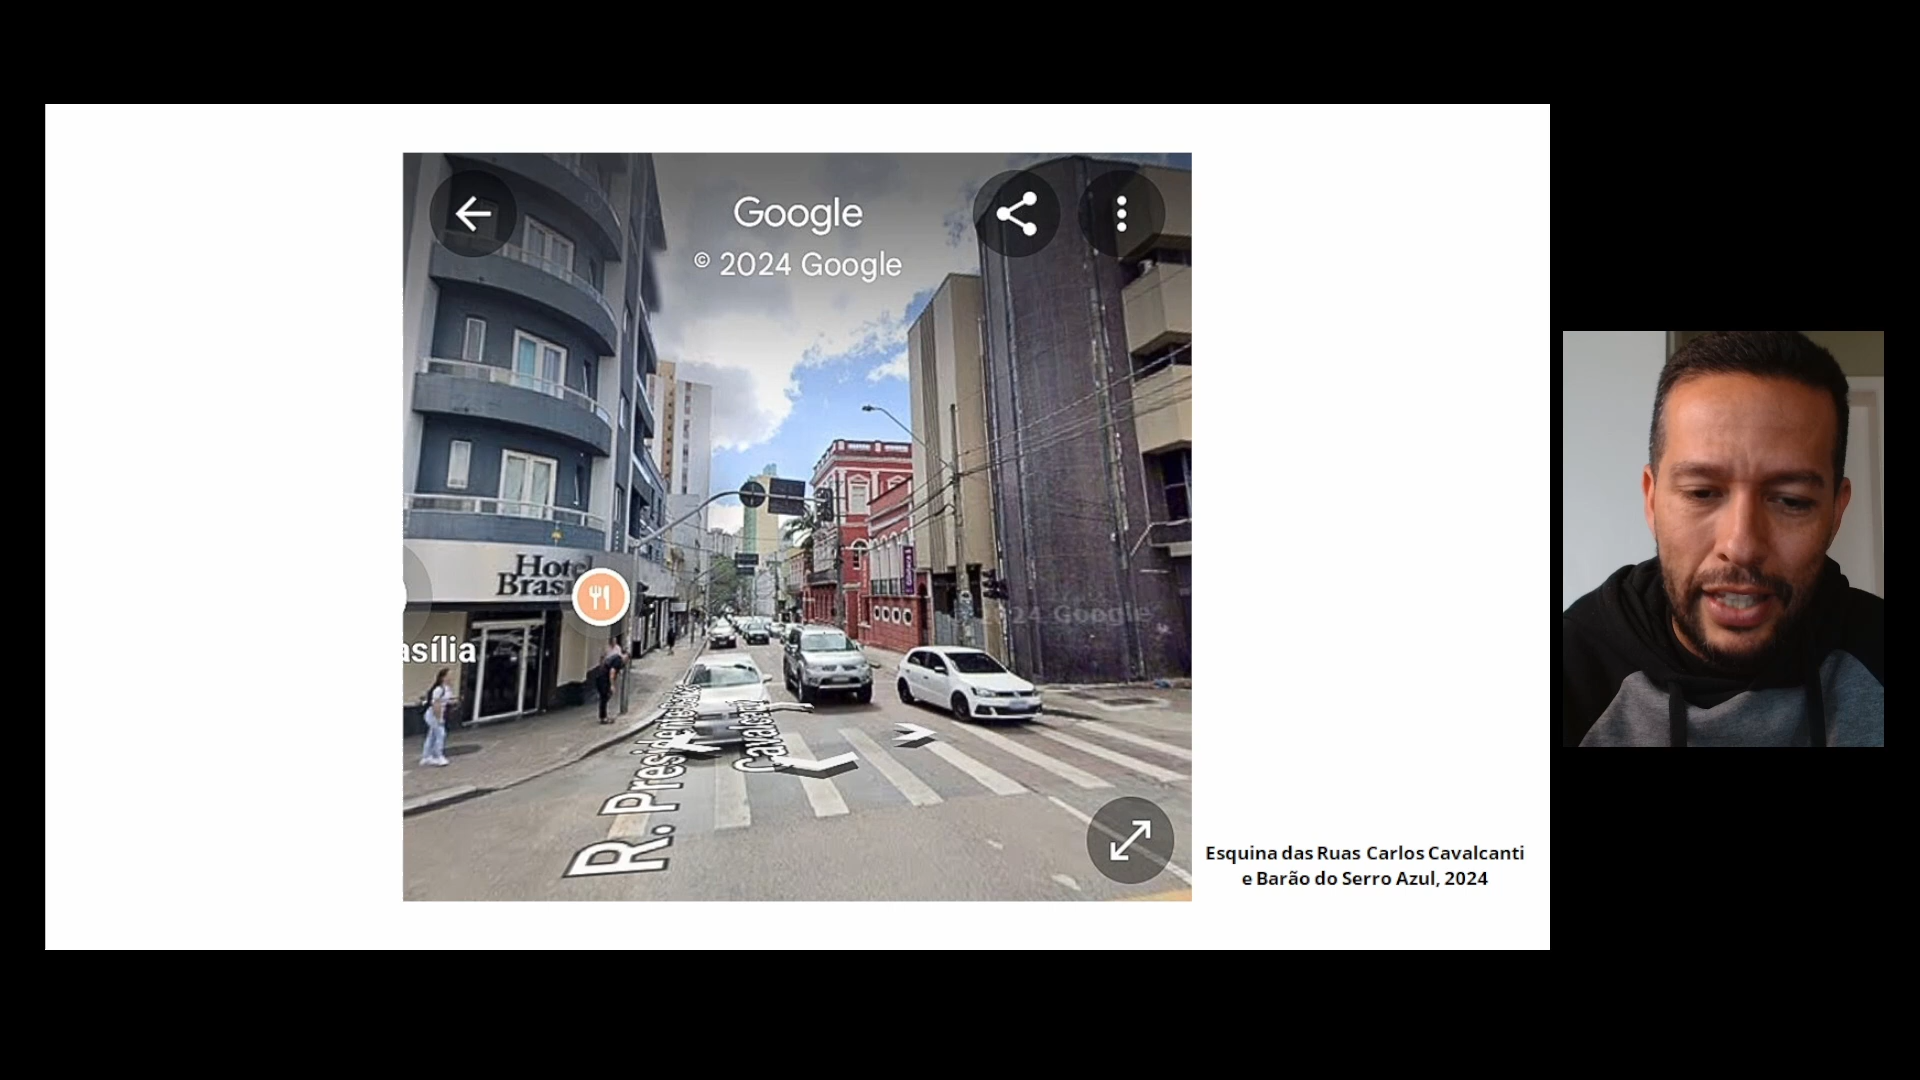 Google
© 2024 Google
Hotel
Bras
asília
2024 Google
R. Presidente Carlos
Cavalcanti
Esquina das Ruas Carlos Cavalcanti
e Barão do Serro Azul, 2024